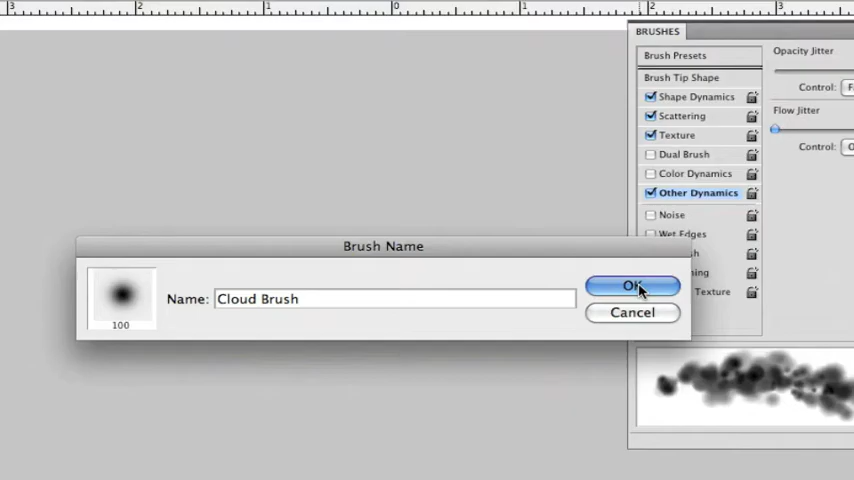 3 2 1 0 1 2 3
BRUSHES
Brush Presets
Opacity Jitter
Brush Tip Shape
Control:
Shape Dynamics
Scattering
Flow Jitter
Texture
Control:
Dual Brush
Color Dynamics
Other Dynamics
Noise
Wet Edges
Texture
Brush Name
Name: Cloud Brush
OK
Cancel
100